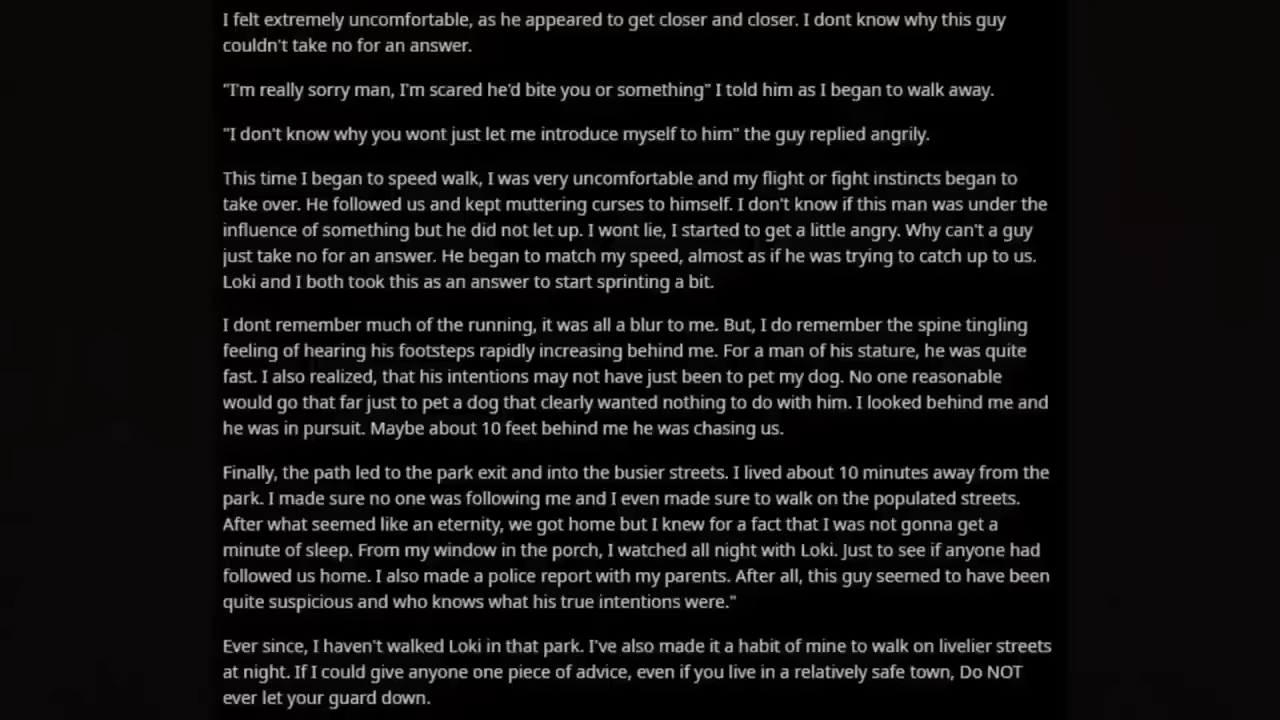 I felt extremely uncomfortable, as he appeared to get closer and closer. I dont know why this guy
couldn't take no for an answer.
"I'm really sorry man, I'm scared he'd bite you or something" I told him as I began to walk away.
"I don't know why you wont just let me introduce myself to him" the guy replied angrily.
This time I began to speed walk, I was very uncomfortable and my flight or fight instincts began to
take over. He followed us and kept muttering curses to himself. I don't know if this man was under the
influence of something but he did not let up. I wont lie, I started to get a little angry. Why can't a guy
just take no for an answer. He began to match my speed, almost as if he was trying to catch up to us.
Loki and I both took this as an answer to start sprinting a bit.
I dont remember much of the running, it was all a blur to me. But, I do remember the spine tingling
feeling of hearing his footsteps rapidly increasing behind me. For a man of his stature, he was quite
fast. I also realized, that his intentions may not have just been to pet my dog. No one reasonable
would go that far just to pet a dog that clearly wanted nothing to do with him. I looked behind me and
he was in pursuit. Maybe about 10 feet behind me he was chasing us.
Finally, the path led to the park exit and into the busier streets. I lived about 10 minutes away from the
park. I made sure no one was following me and I even made sure to walk on the populated streets.
After what seemed like an eternity, we got home but I knew for a fact that I was not gonna get a
minute of sleep. From my window in the porch, I watched all night with Loki. Just to see if anyone had
followed us home. I also made a police report with my parents. After all, this guy seemed to have been
quite suspicious and who knows what his true intentions were."
Ever since, I haven't walked Loki in that park. I've also made it a habit of mine to walk on livelier streets
at night. If I could give anyone one piece of advice, even if you live in a relatively safe town, Do NOT
ever let your guard down.